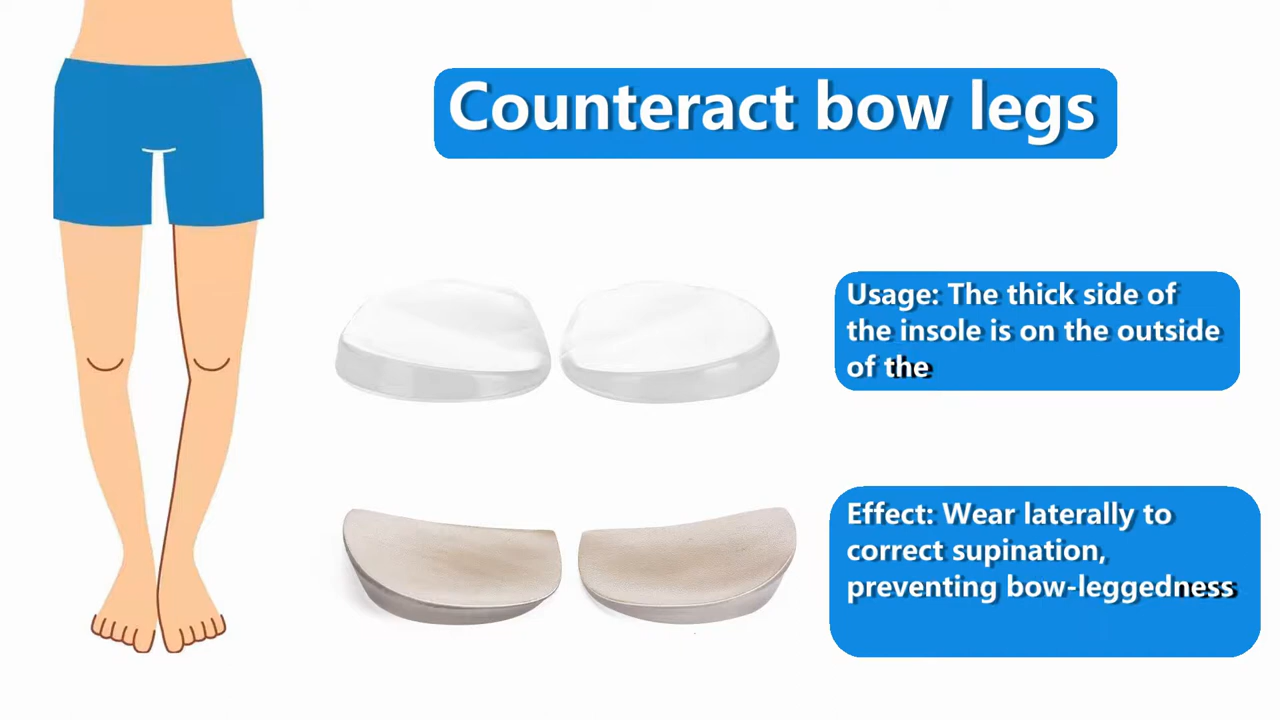 Counteract bow legs
Usage: The thick side of
the insole is on the outside
of the
Effect: Wear laterally to
correct supination,
preventing bow-leggedness